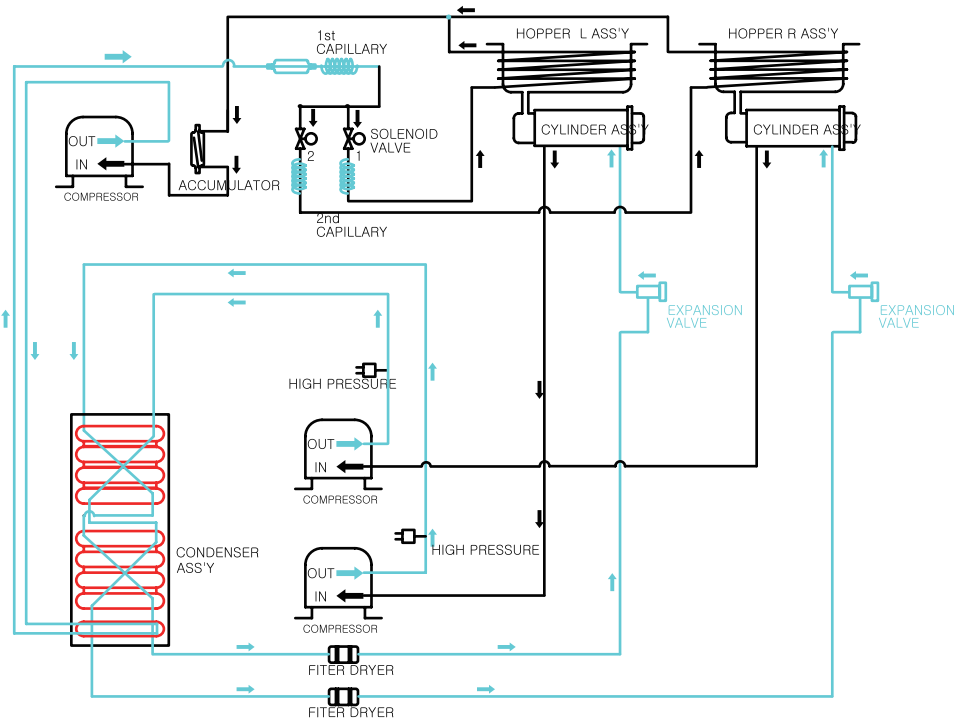 HOPPER L ASS'Y
HOPPER R ASS'Y
1st
CAPILLARY
OUT
IN
COMPRESSOR
ACCUMULATOR
SOLENOID
VALVE
2
1
CYLINDER ASS'Y
CYLINDER ASS'Y
2nd
CAPILLARY
EXPANSION
VALVE
EXPANSION
VALVE
HIGH PRESSURE
OUT
IN
COMPRESSOR
HIGH PRESSURE
CONDENSER
ASS'Y
OUT
IN
COMPRESSOR
FITER DRYER
FITER DRYER